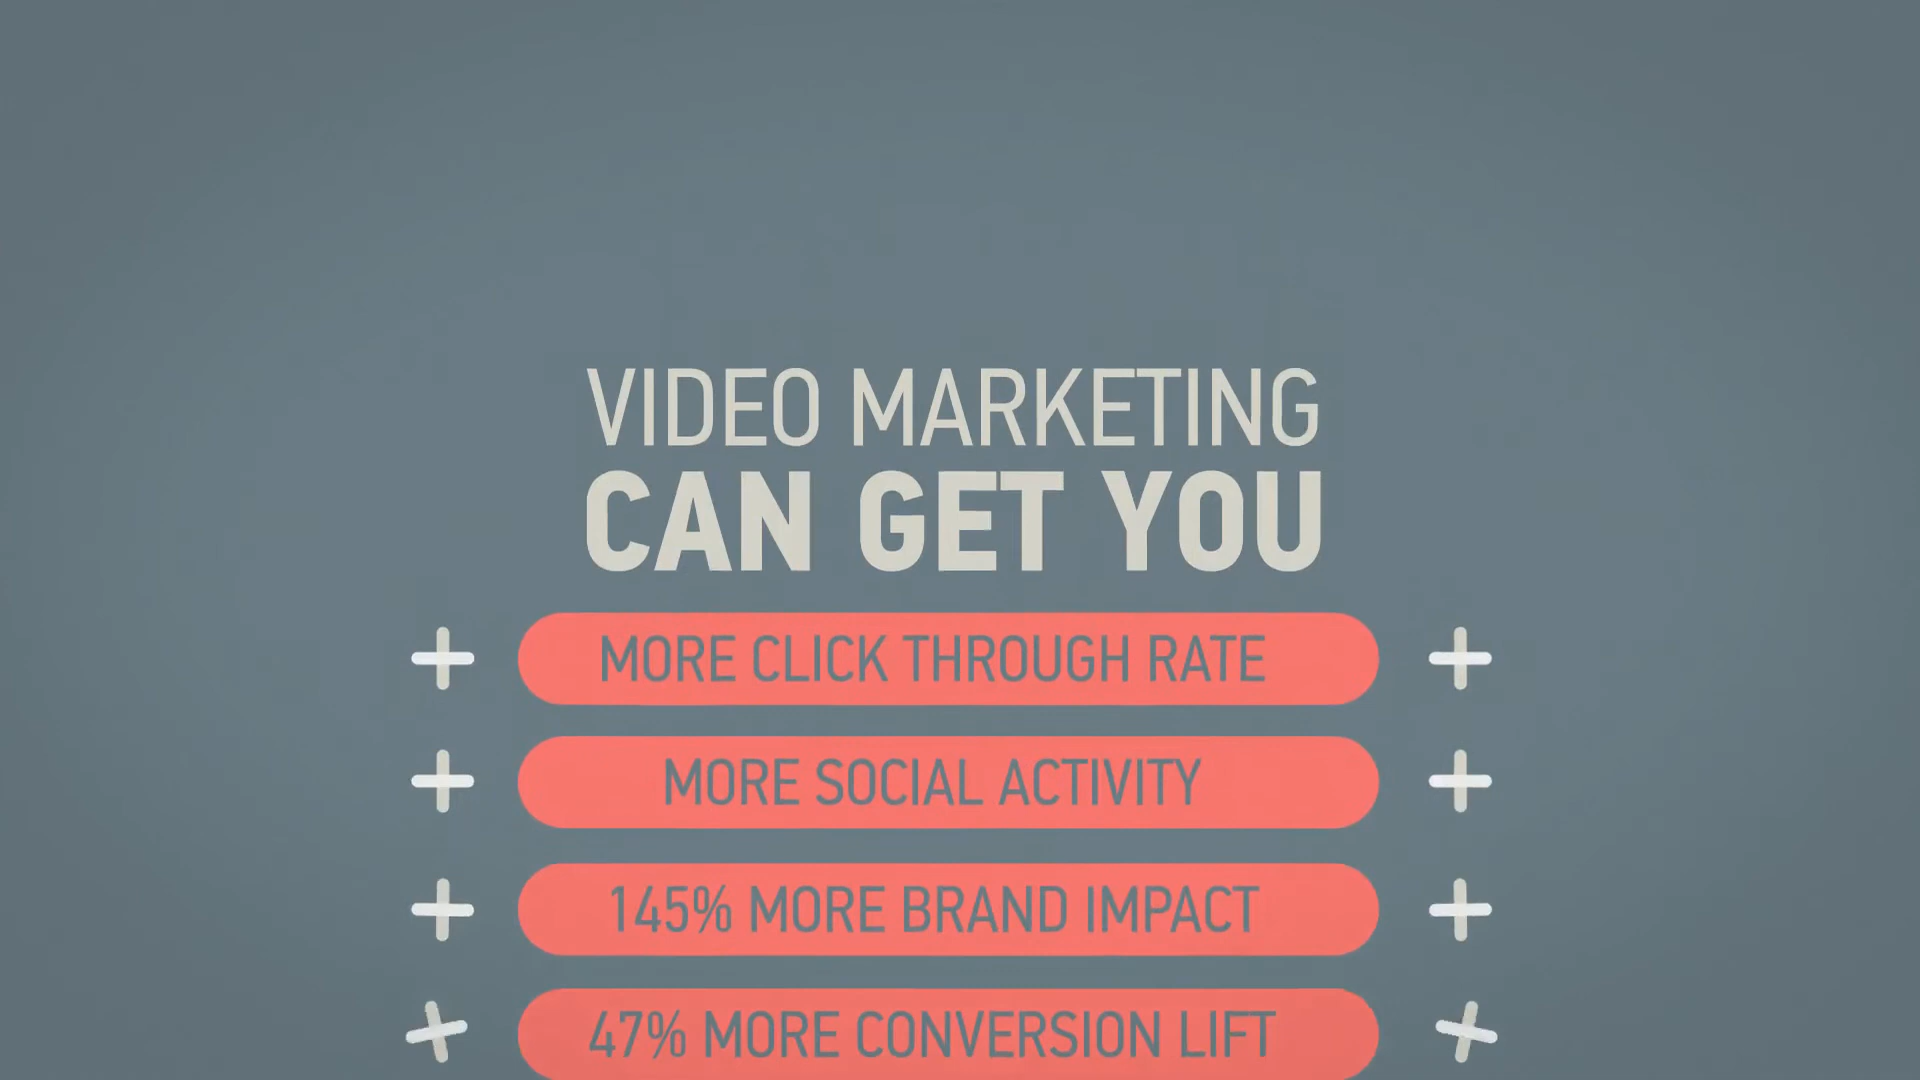 VIDEO MARKETING
CAN GET YOU
MORE CLICK THROUGH RATE
MORE SOCIAL ACTIVITY
145% MORE BRAND IMPACT
47% MORE CONVERSION LIFT